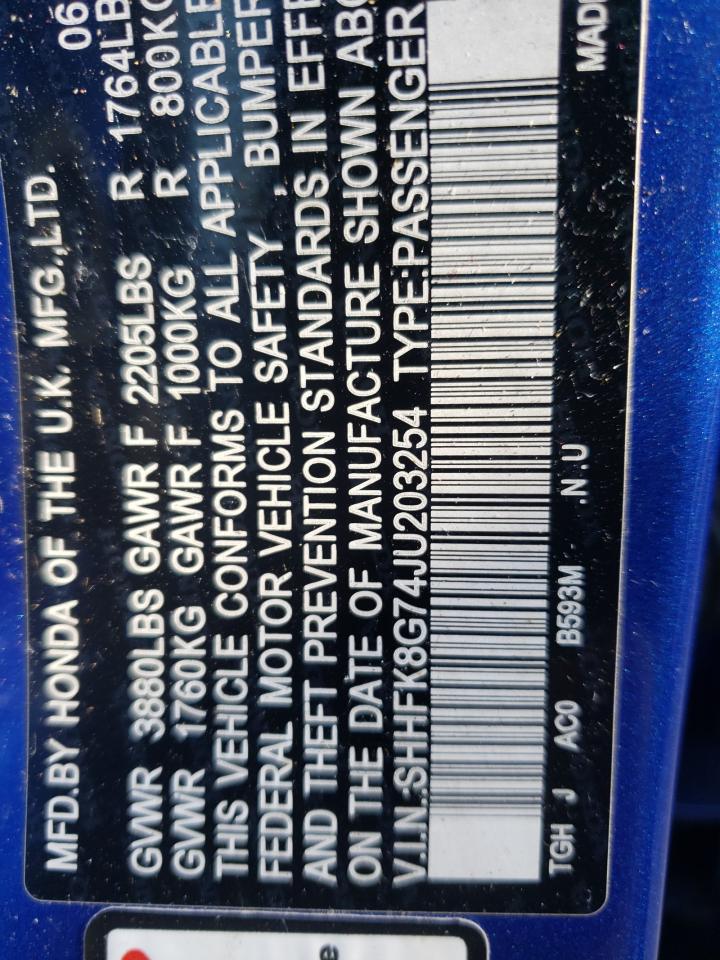 MFD.BY HONDA OF THE U.K. MFG.,LTD. 06
GVWR 3880LBS GAWR F 2205LBS R 1764LB
GVWR 1760KG GAWR F 1000KG R 800KG
THIS VEHICLE CONFORMS TO ALL APPLICABLE
FEDERAL MOTOR VEHICLE SAFETY , BUMPER
AND THEFT PREVENTION STANDARDS IN EFFE
ON THE DATE OF MANUFACTURE SHOWN ABO
V.I.N.:SHHFK8G74JU203254 TYPE:PASSENGER
TGH J AC0 B593M .N.U MADE
e